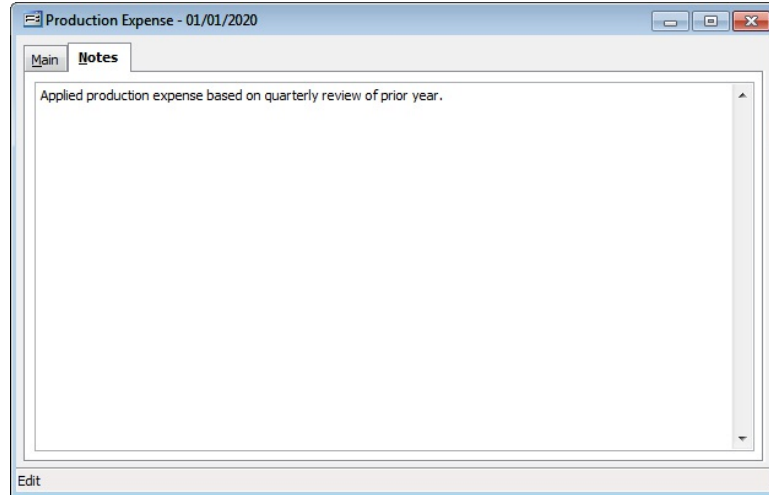 Production Expense - 01/01/2020
Main Notes
Applied production expense based on quarterly review of prior year.
Edit